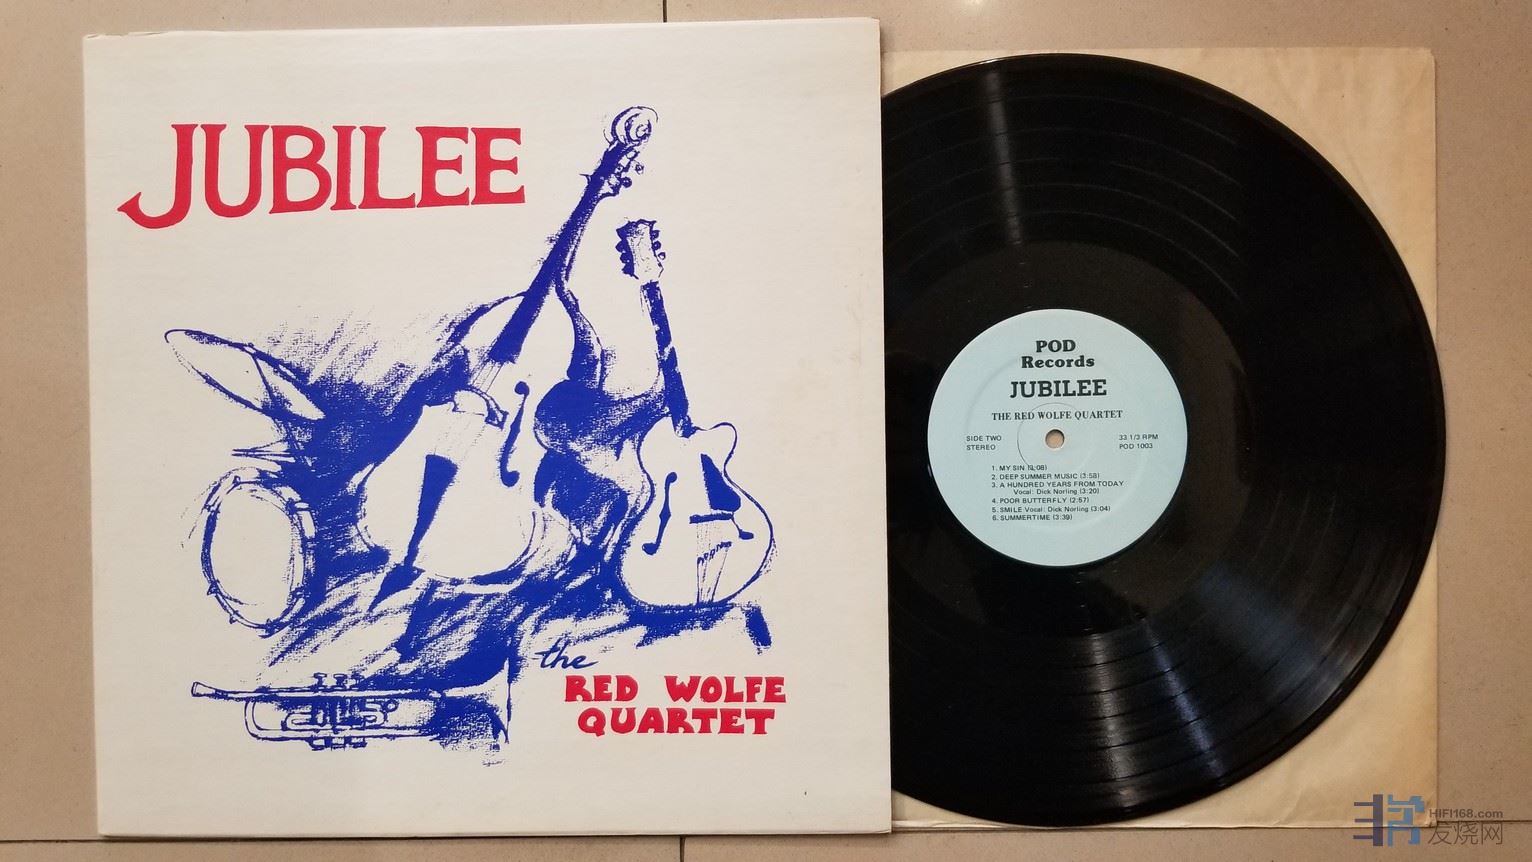 JUBILEE
the
RED WOLFE
QUARTET
POD
Records
JUBILEE
THE RED WOLFE QUARTET
SIDE TWO
STEREO
33 1/3 RPM
POD 1003
1. MY SIN (3:08)
2. DEEP SUMMER MUSIC (3:58)
3. A HUNDRED YEARS FROM TODAY
Vocal: Dick Norling (3:20)
4. POOR BUTTERFLY (2:57)
5. SMILE Vocal: Dick Norling (3:04)
6. SUMMERTIME (3:39)
HIFI168.com
发烧网